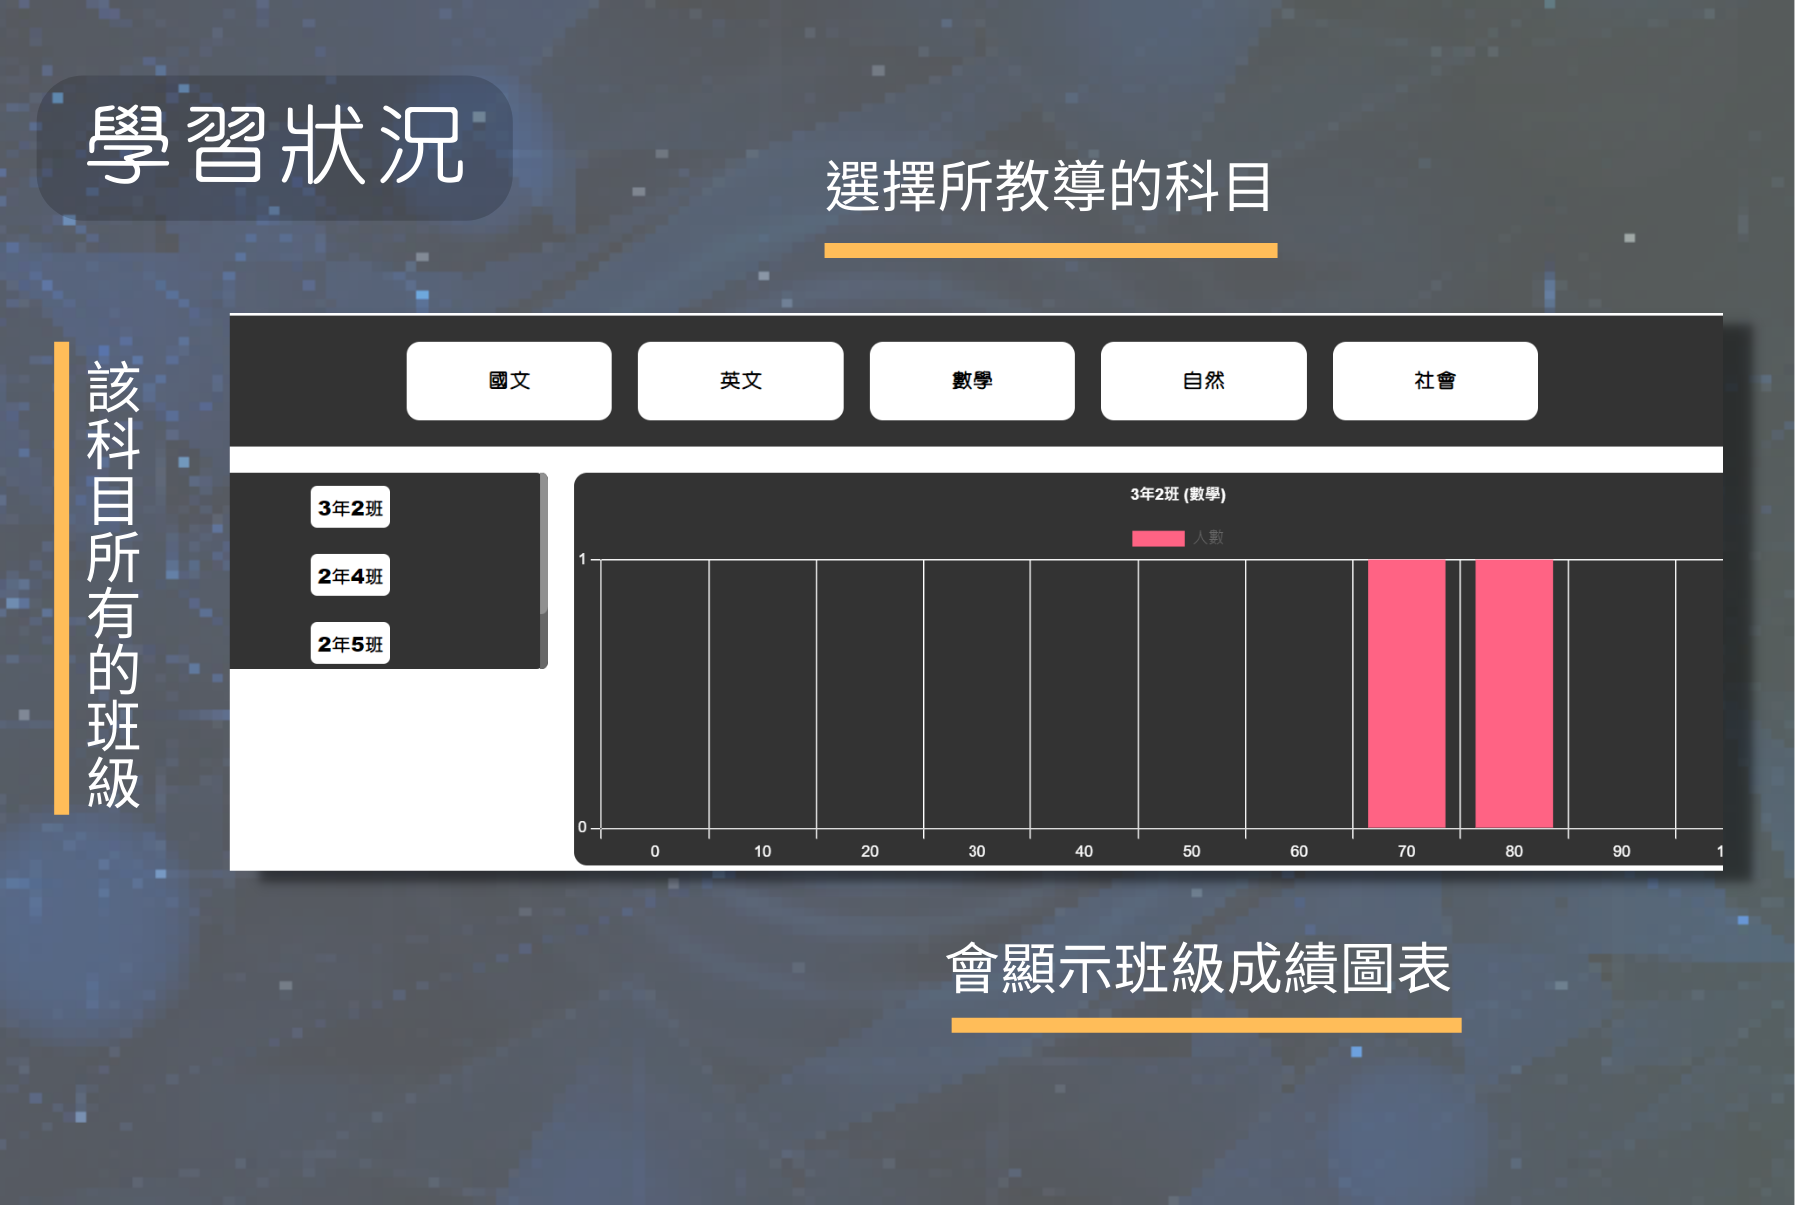 學習狀況
選擇所教導的科目
該科目所有的班級
國文
英文
數學
自然
社會
3年2班
2年4班
2年5班
3年2班 (數學)
人數
1
0
0 10 20 30 40 50 60 70 80 90 1
會顯示班級成績圖表